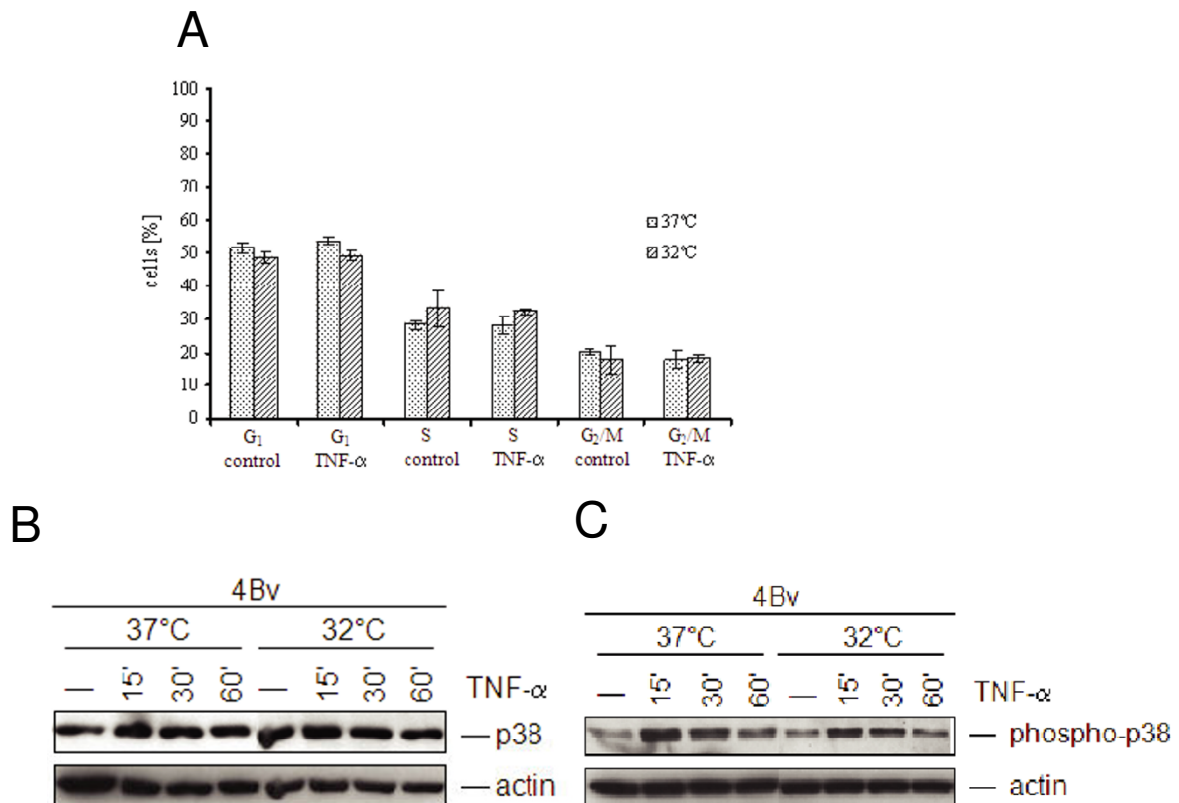 A
100
90
80
70
60
50
40
30
20
10
0
cells [%]
37°C
32°C
G1 G1 S S G2/M G2/M
control TNF-α control TNF-α control TNF-α
B
4Bv
37°C 32°C
— 15' 30' 60' — 15' 30' 60' TNF-α
— p38
— actin
C
4Bv
37°C 32°C
— 15' 30' 60' — 15' 30' 60' TNF-α
— phospho-p38
— actin